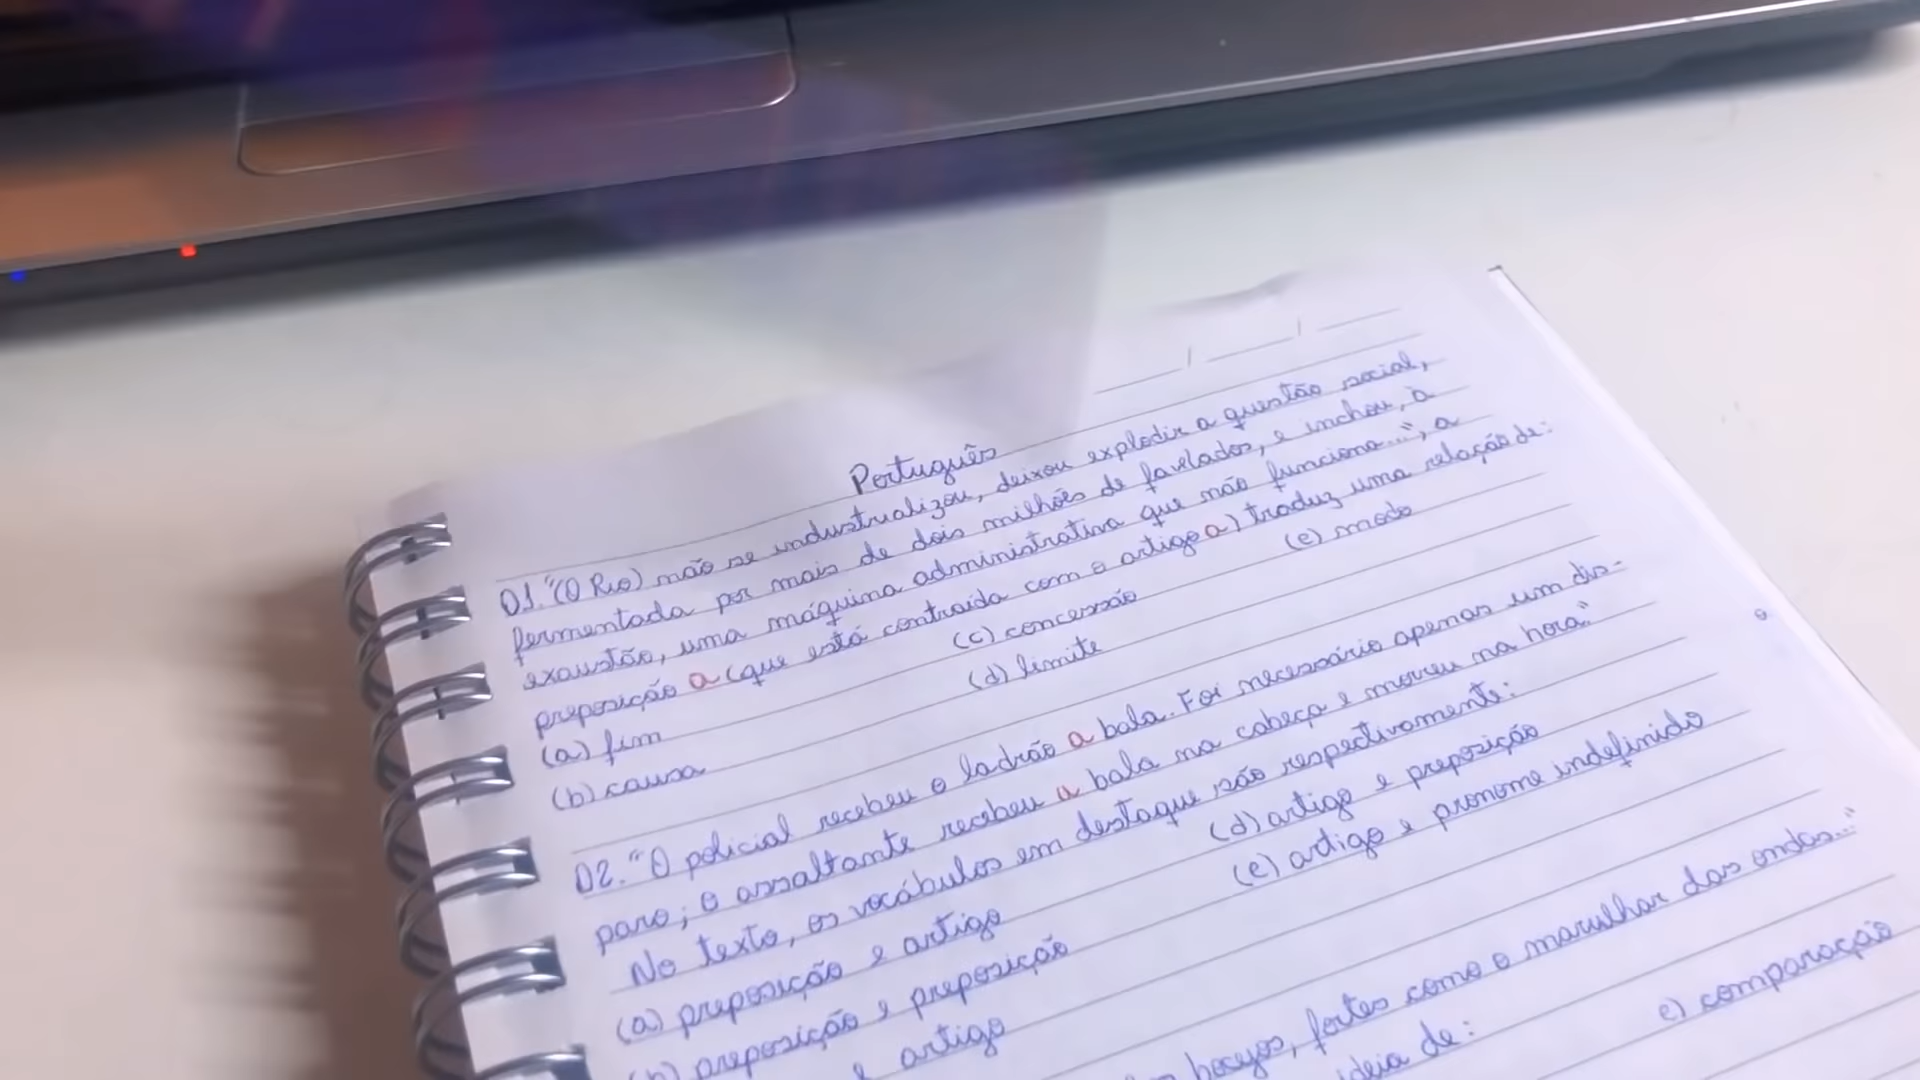 Português
01. "(O Rio) não se industrializou, deixou explodir a questão social,
fermentada por mais de dois milhões de favelados, e inchou, à
exaustão, uma máquina administrativa que não funciona...", a
preposição a (que está contraída com o artigo a) traduz uma relação de:
(a) fim (c) concessão (e) modo
(b) causa (d) limite
02. "O policial recebeu o ladrão a bala. Foi necessário apenas um dis-
paro; o assaltante recebeu a bala na cabeça e morreu na hora."
No texto, os vocábulos em destaque são respectivamente:
(a) preposição e artigo (d) artigo e preposição
(b) preposição e preposição (e) artigo e pronome indefinido
e artigo
bocejos, fortes como o marulhar das ondas..."
ideia de: e) comparação